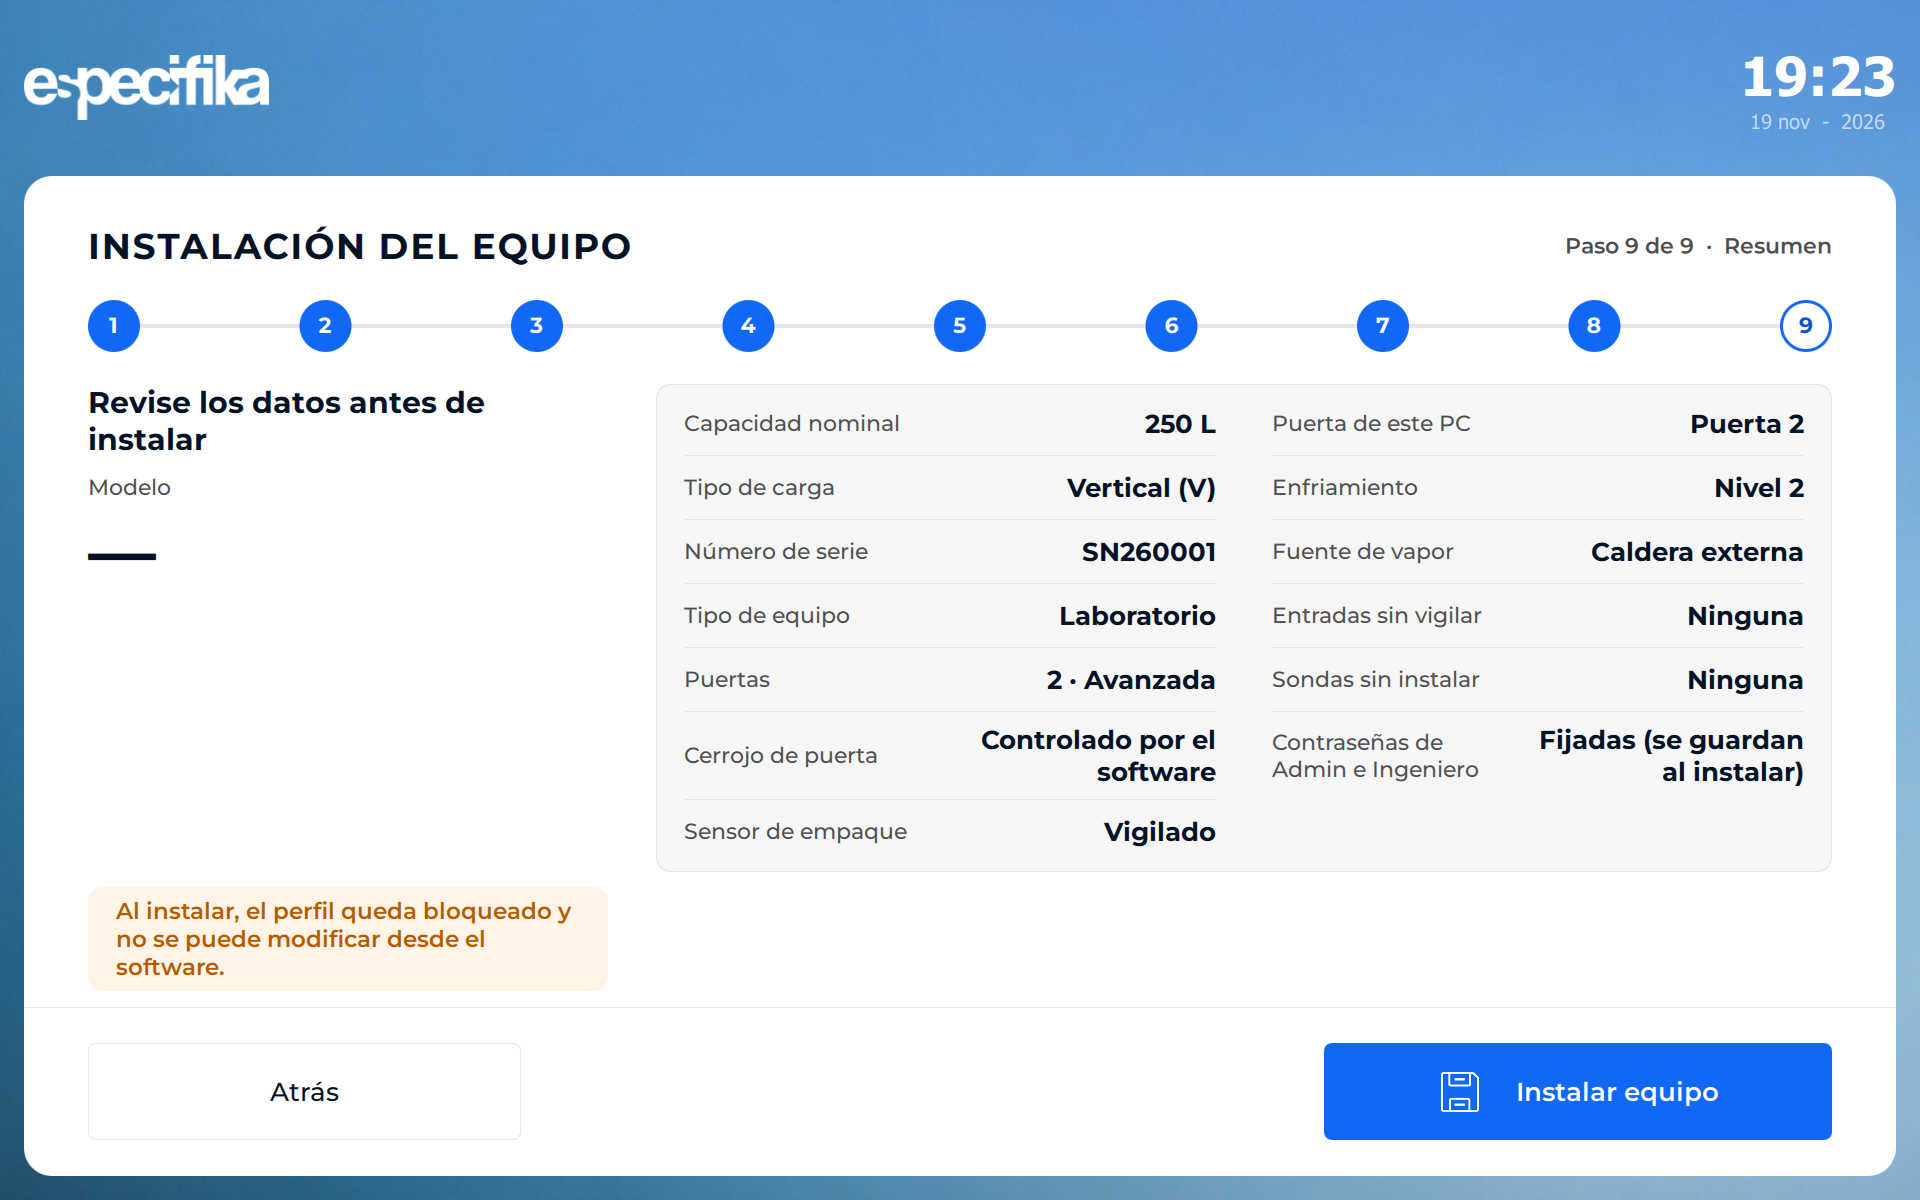 especifika
19:23
19 nov - 2026
INSTALACIÓN DEL EQUIPO
Paso 9 de 9 · Resumen
1 2 3 4 5 6 7 8 9
Revise los datos antes de
instalar
Modelo
—
Capacidad nominal 250 L
Tipo de carga Vertical (V)
Número de serie SN260001
Tipo de equipo Laboratorio
Puertas 2 · Avanzada
Cerrojo de puerta Controlado por el
software
Sensor de empaque Vigilado
Puerta de este PC Puerta 2
Enfriamiento Nivel 2
Fuente de vapor Caldera externa
Entradas sin vigilar Ninguna
Sondas sin instalar Ninguna
Contraseñas de Fijadas (se guardan
Admin e Ingeniero al instalar)
Al instalar, el perfil queda bloqueado y
no se puede modificar desde el
software.
Atrás
Instalar equipo